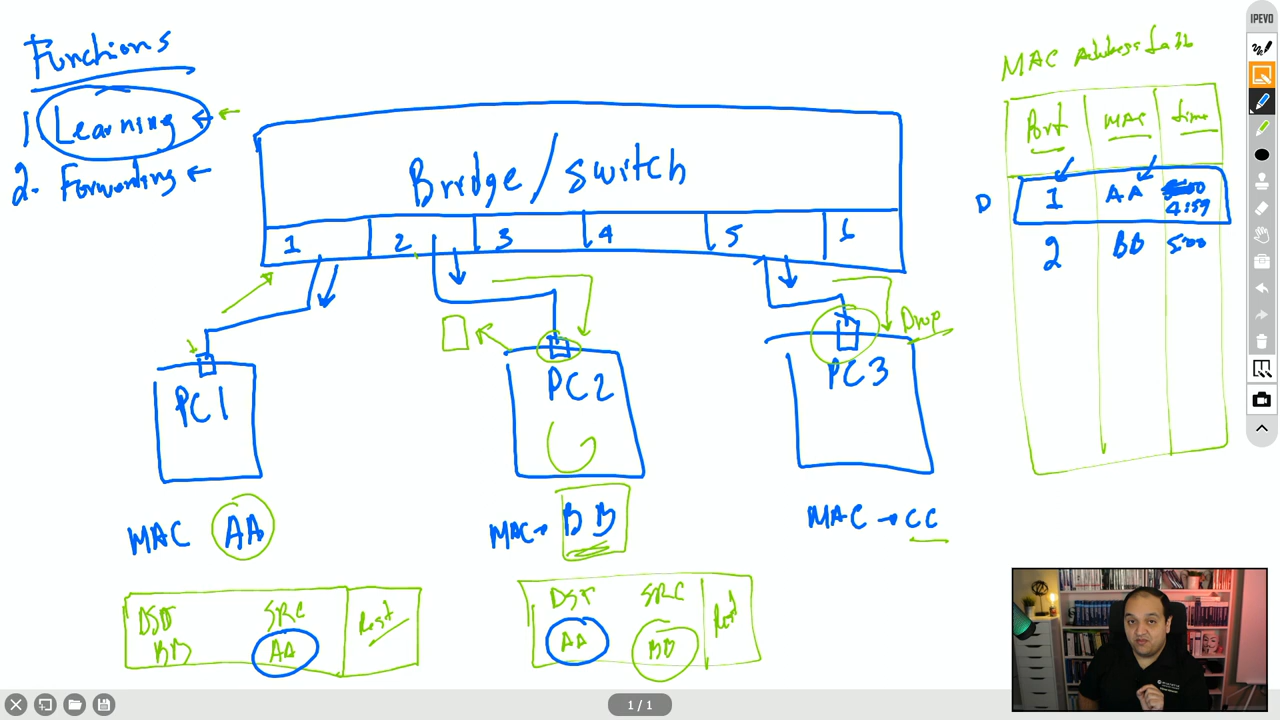 Functions
1 Learning
2. Forwarding
Bridge/Switch
1 2 3 4 5 6
PC1
PC2
PC3
Drop
MAC AA
MAC BB
MAC CC
DST SRC Rest
BB AA
DST SRC Rest
AA BB
MAC Address table
Port MAC time
D 1 AA 4:59
2 BB 5:00
IPEVO
1 / 1